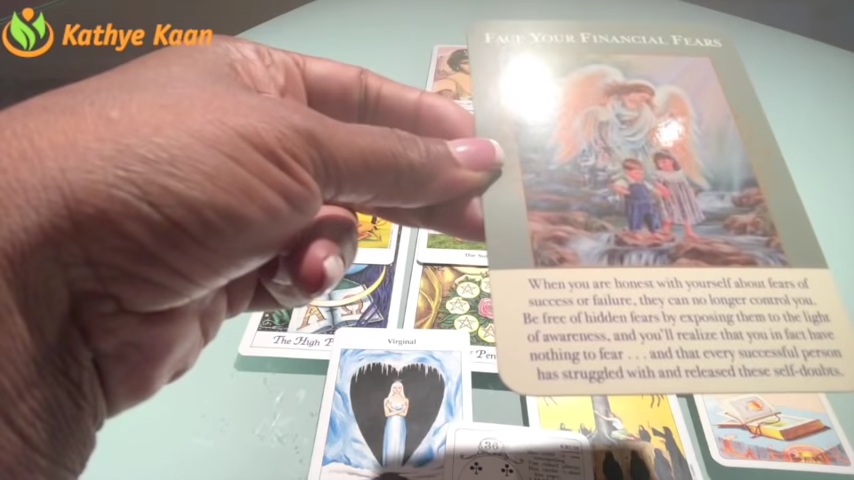 Kathye Kaan
FACE YOUR FINANCIAL FEARS
When you are honest with yourself about fears of
success or failure, they can no longer control you.
Be free of hidden fears by exposing them to the light
of awareness, and you'll realize that you in fact have
nothing to fear . . . and that every successful person
has struggled with and released these self-doubts.
The High P
Pen
Virginal
36